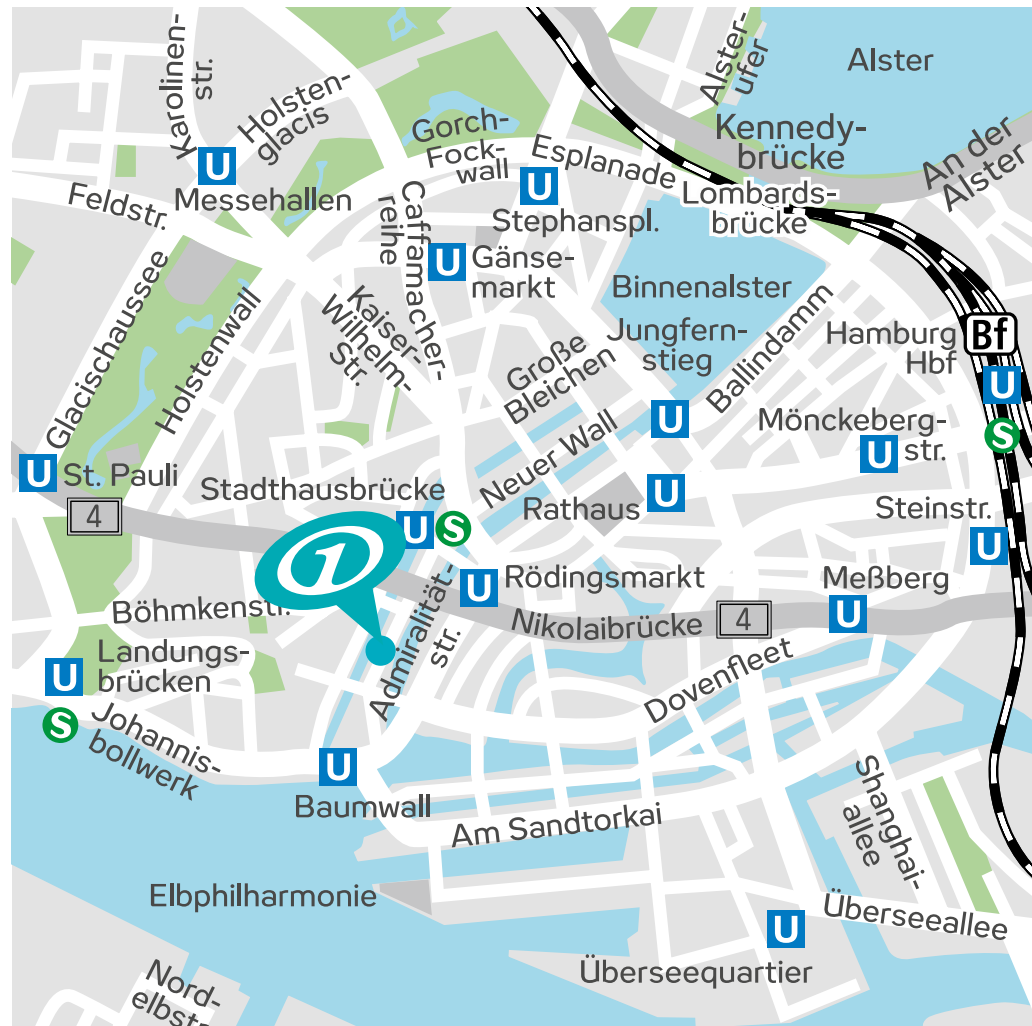 Karolinen-
str.
Holsten-
glacis
Gorch-
Fock-
wall
Esplanade
Alster-
ufer
Alster
Kennedy-
brücke
An der
Alster
Lombards-
brücke
U
Messehallen
Feldstr.
U
Stephanspl.
Caffamacher-
reihe
U
Gänse-
markt
Binnenalster
Jungfern-
stieg
Ballindamm
Hamburg
Hbf
Bf
U
S
Glacischaussee
Holstenwall
Kaiser-
Wilhelm-
Str.
Große
Bleichen
Neuer Wall
U
Mönckeberg-
str.
U
U
St. Pauli
4
Stadthausbrücke
U
S
Rathaus
U
Steinstr.
U
1
Rödingsmarkt
U
Meßberg
U
Böhmkenstr.
Admiralität-
str.
Nikolaibrücke
4
U
Landungs-
brücken
S
Johannis-
bollwerk
Dovenfleet
U
Baumwall
Am Sandtorkai
Shanghai-
allee
Elbphilharmonie
Überseeallee
U
Überseequartier
Nord-